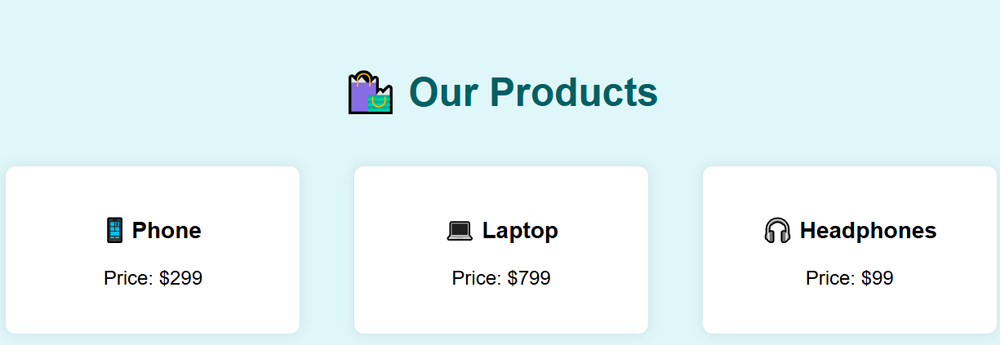 🛍️ Our Products
📱 Phone
Price: $299
💻 Laptop
Price: $799
🎧 Headphones
Price: $99